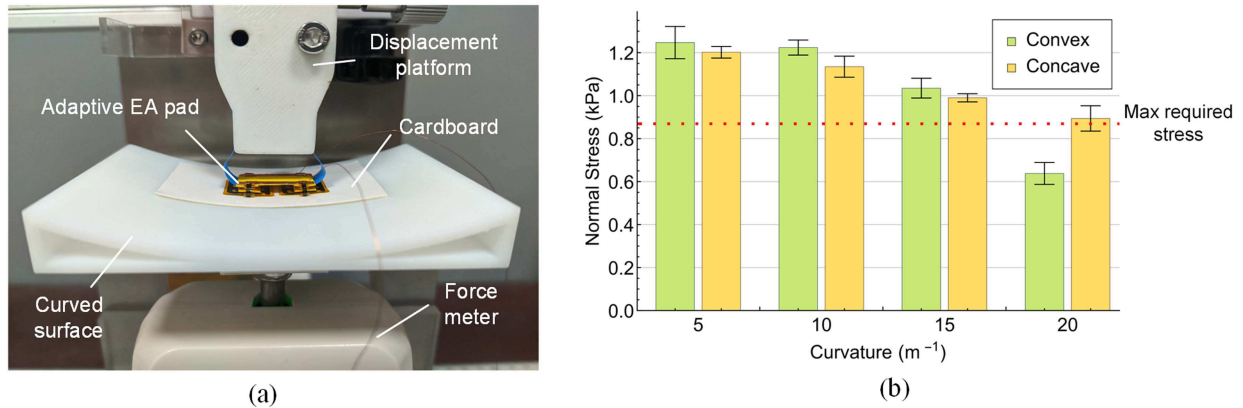 Displacement
platform
Adaptive EA pad
Cardboard
Curved
surface
Force
meter
(a)
Normal Stress (kPa)
1.2
1.0
0.8
0.6
0.4
0.2
0.0
Convex
Concave
Max required
stress
5
10
15
20
Curvature (m⁻¹)
(b)